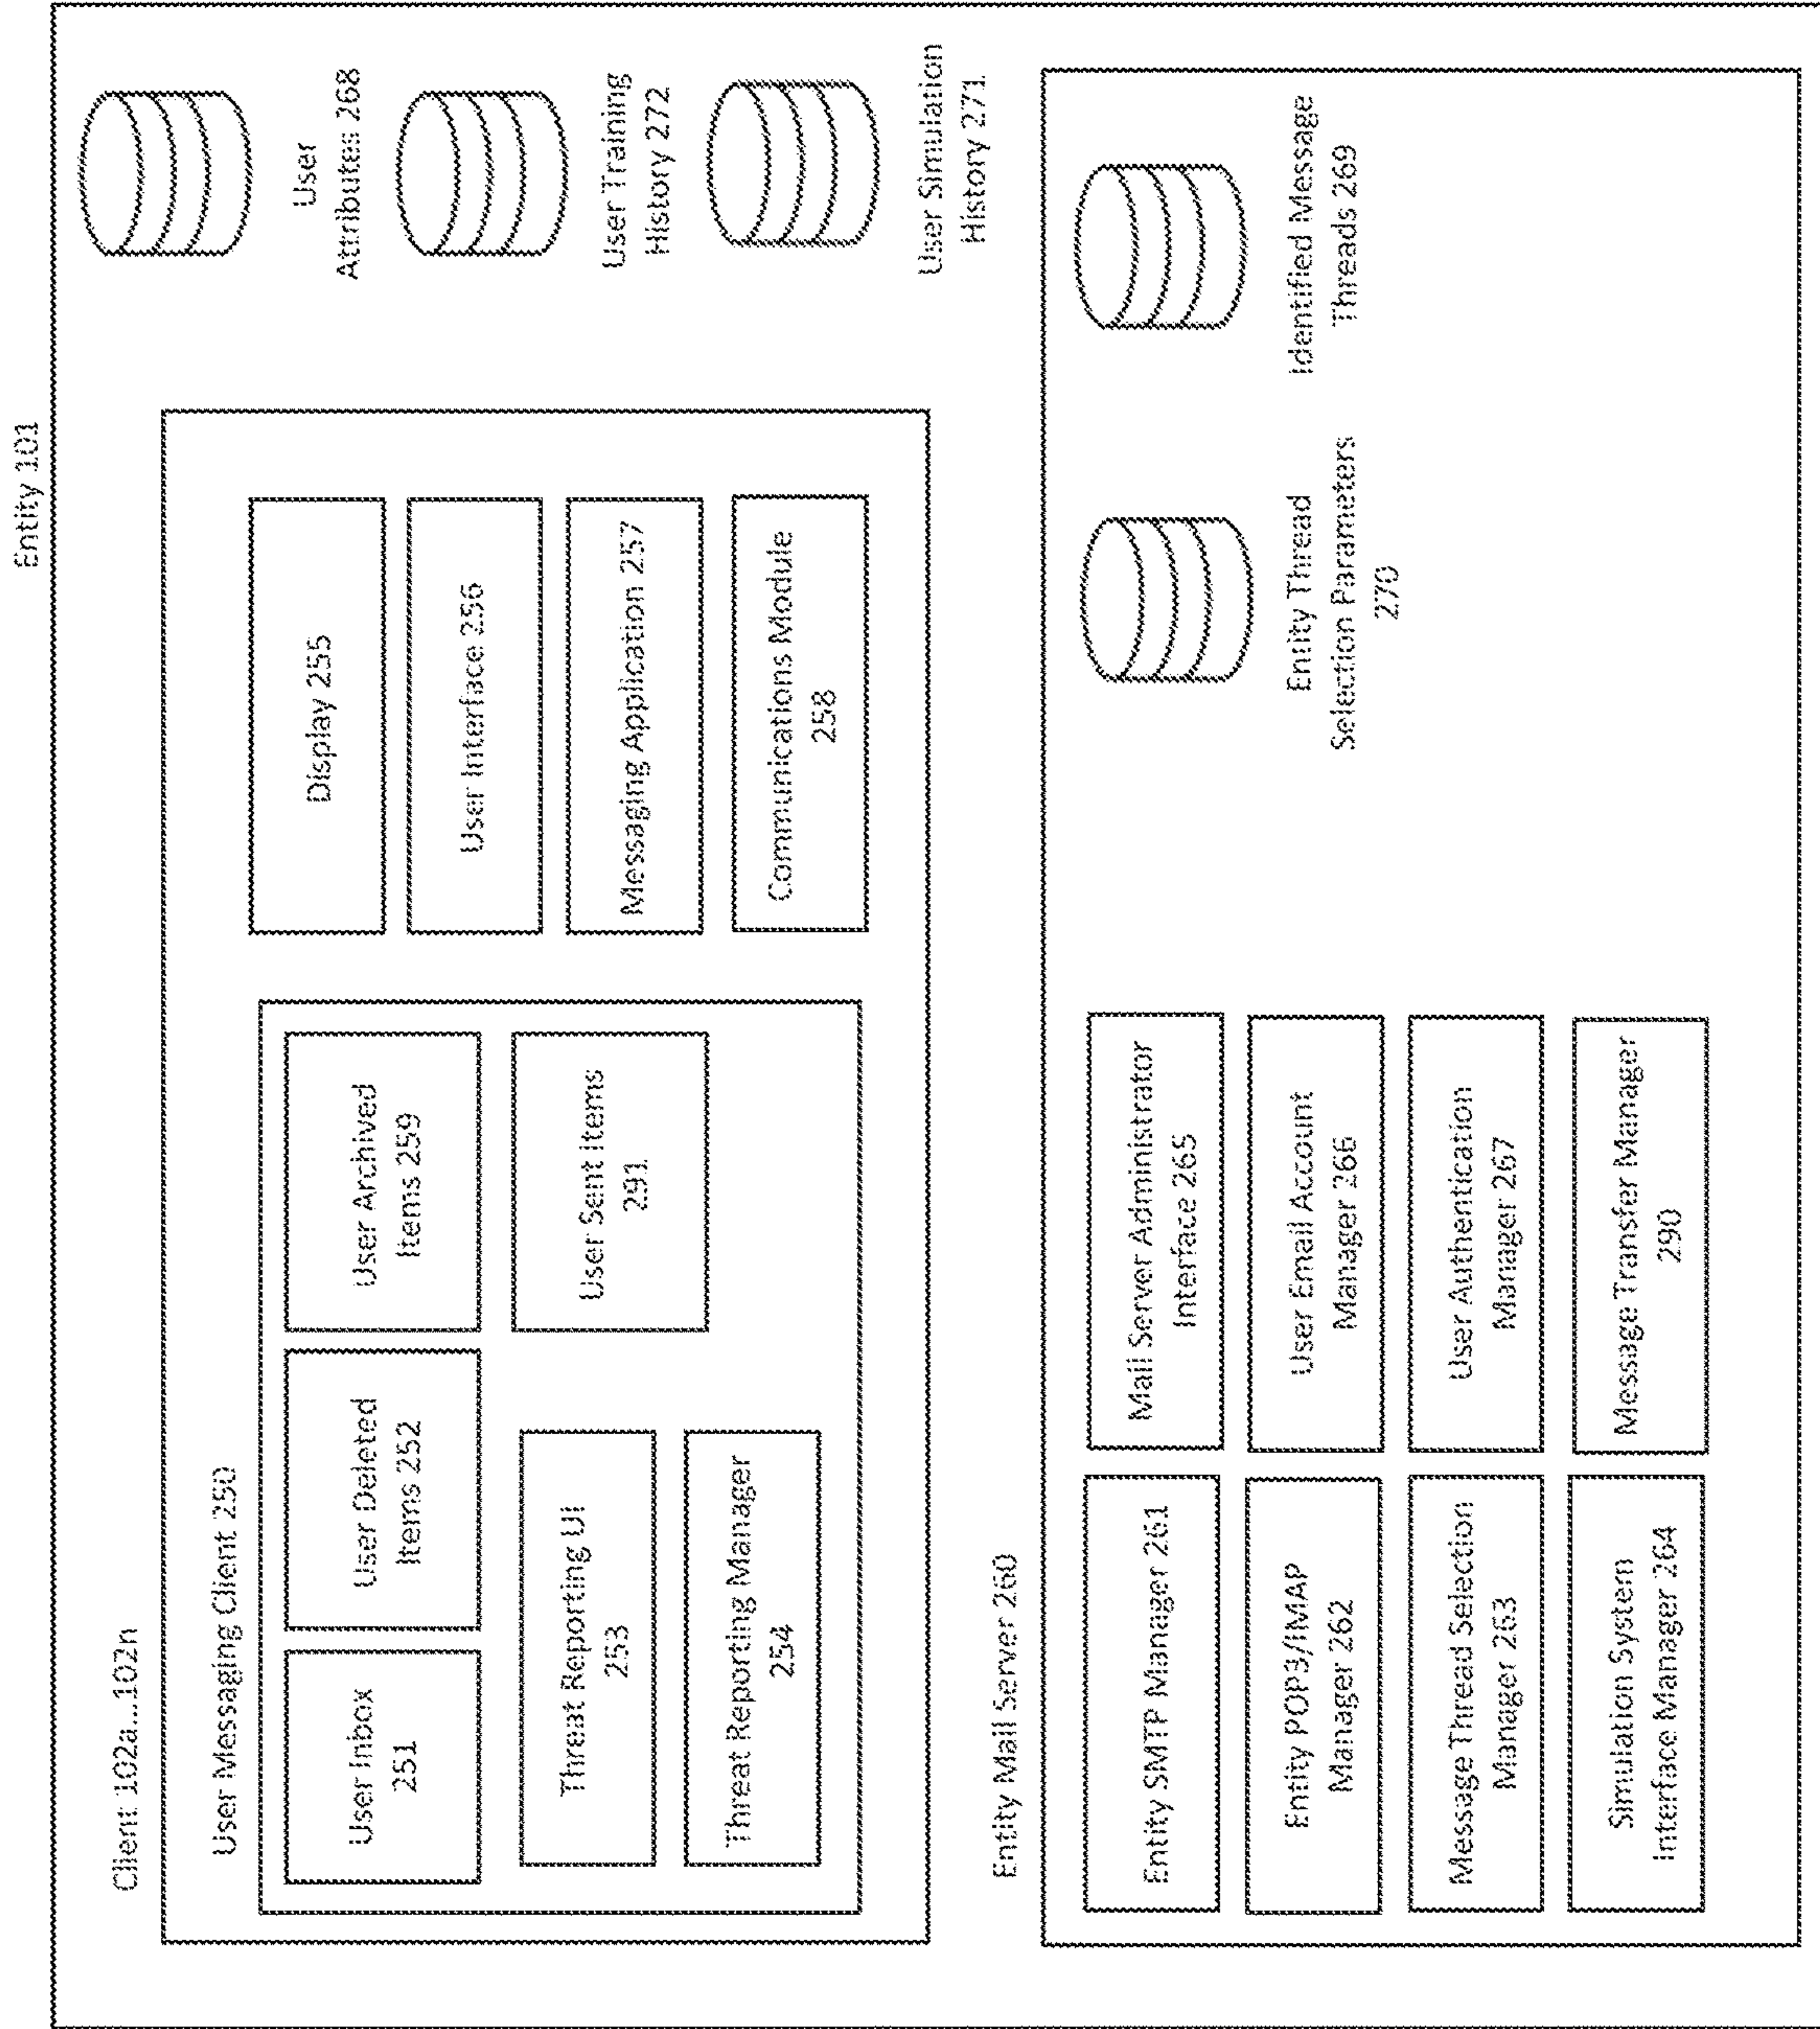 Entity 101
Client 102a...102n
User Messaging Client 250
User Inbox
251
User Deleted
Items 252
User Archived
Items 259
Threat Reporting UI
253
User Sent Items
291
Threat Reporting Manager
254
Display 255
User Interface 256
Messaging Application 257
Communications Module
258
User
Attributes 268
User Training
History 272
User Simulation
History 271
Entity Mail Server 260
Entity SMTP Manager 261
Mail Server Administrator
Interface 265
Entity POP3/IMAP
Manager 262
User Email Account
Manager 266
Message Thread Selection
Manager 263
User Authentication
Manager 267
Simulation System
Interface Manager 264
Message Transfer Manager
290
Entity Thread
Selection Parameters
270
Identified Message
Threads 269